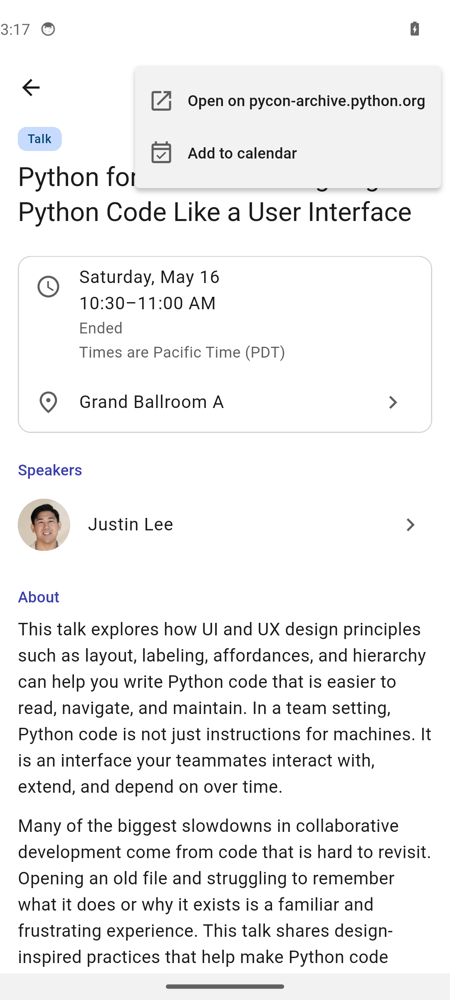 3:17
Open on pycon-archive.python.org
Add to calendar
Talk
Python for
Python Code Like a User Interface
Saturday, May 16
10:30–11:00 AM
Ended
Times are Pacific Time (PDT)
Grand Ballroom A
Speakers
Justin Lee
About
This talk explores how UI and UX design principles
such as layout, labeling, affordances, and hierarchy
can help you write Python code that is easier to
read, navigate, and maintain. In a team setting,
Python code is not just instructions for machines. It
is an interface your teammates interact with,
extend, and depend on over time.
Many of the biggest slowdowns in collaborative
development come from code that is hard to revisit.
Opening an old file and struggling to remember
what it does or why it exists is a familiar and
frustrating experience. This talk shares design-
inspired practices that help make Python code